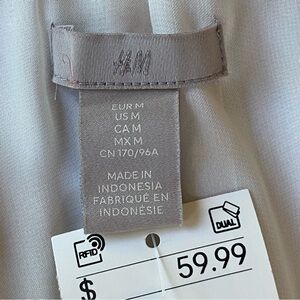 H&M
EUR M
US M
CA M
MX M
CN 170/96A
MADE IN
INDONESIA
FABRIQUÉ EN
INDONÉSIE
RFID
DUAL
$ 59.99